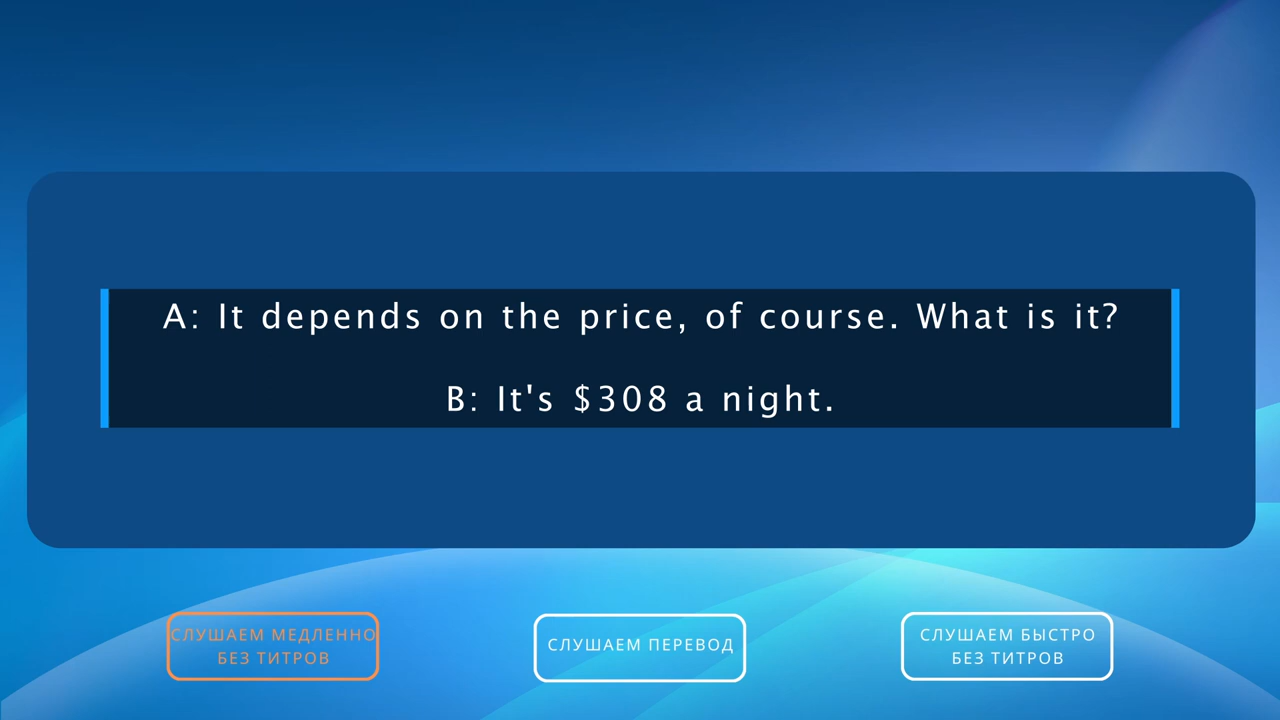 A: It depends on the price, of course. What is it?
B: It's $308 a night.
СЛУШАЕМ МЕДЛЕННО
БЕЗ ТИТРОВ
СЛУШАЕМ ПЕРЕВОД
СЛУШАЕМ БЫСТРО
БЕЗ ТИТРОВ